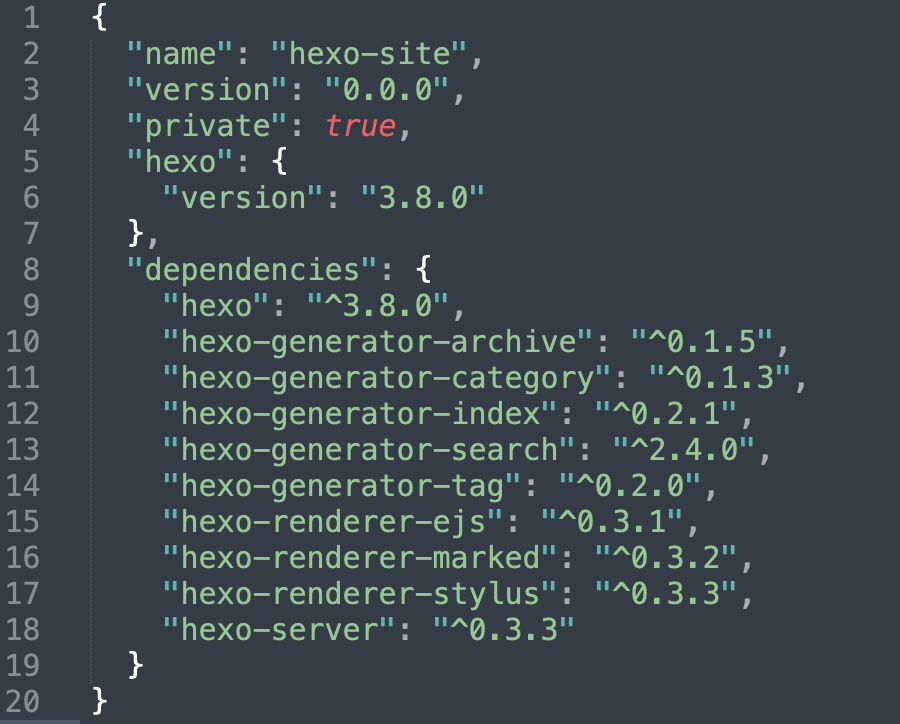 1 {
2 "name": "hexo-site",
3 "version": "0.0.0",
4 "private": true,
5 "hexo": {
6 "version": "3.8.0"
7 },
8 "dependencies": {
9 "hexo": "^3.8.0",
10 "hexo-generator-archive": "^0.1.5",
11 "hexo-generator-category": "^0.1.3",
12 "hexo-generator-index": "^0.2.1",
13 "hexo-generator-search": "^2.4.0",
14 "hexo-generator-tag": "^0.2.0",
15 "hexo-renderer-ejs": "^0.3.1",
16 "hexo-renderer-marked": "^0.3.2",
17 "hexo-renderer-stylus": "^0.3.3",
18 "hexo-server": "^0.3.3"
19 }
20 }